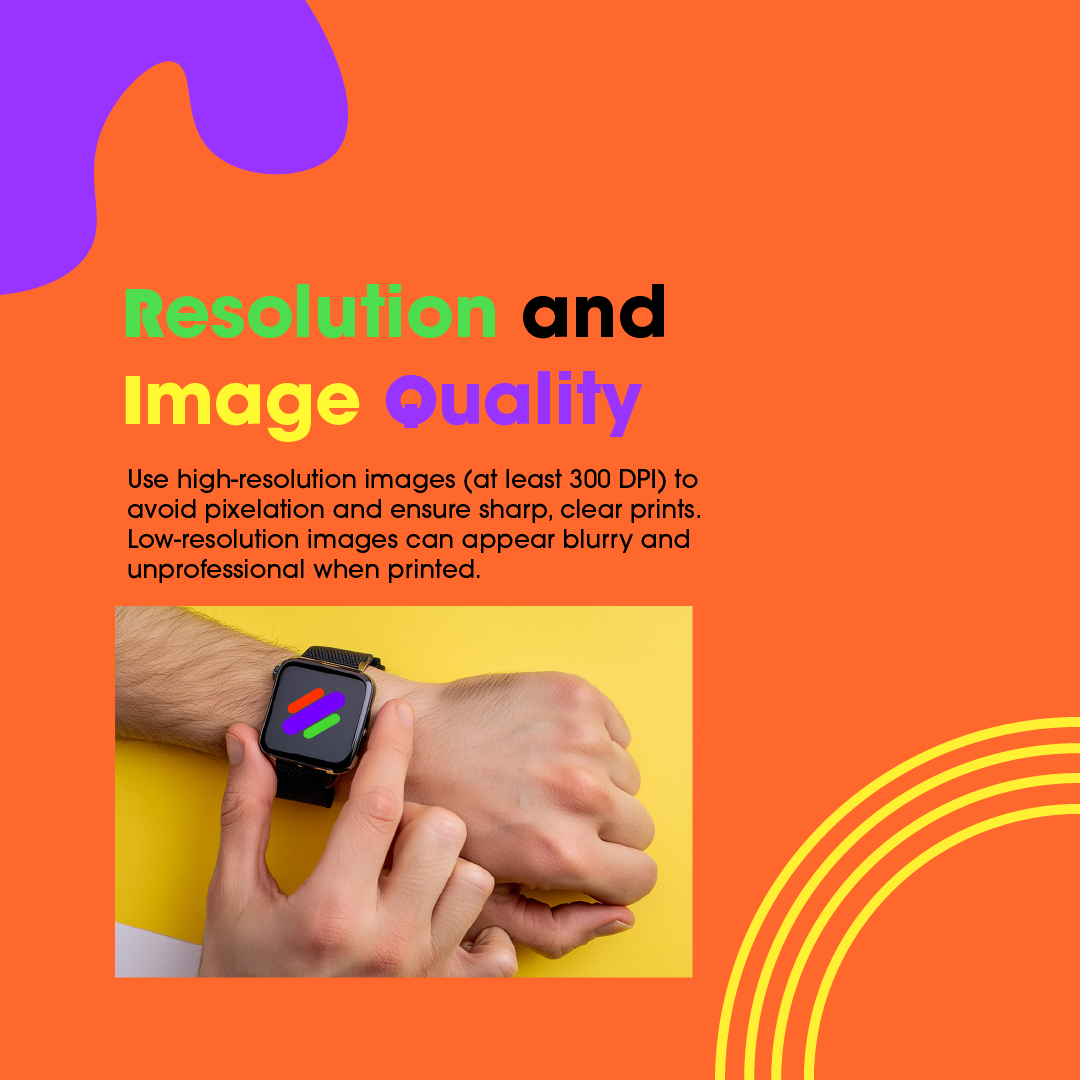 Resolution and
Image Quality
Use high-resolution images (at least 300 DPI) to
avoid pixelation and ensure sharp, clear prints.
Low-resolution images can appear blurry and
unprofessional when printed.